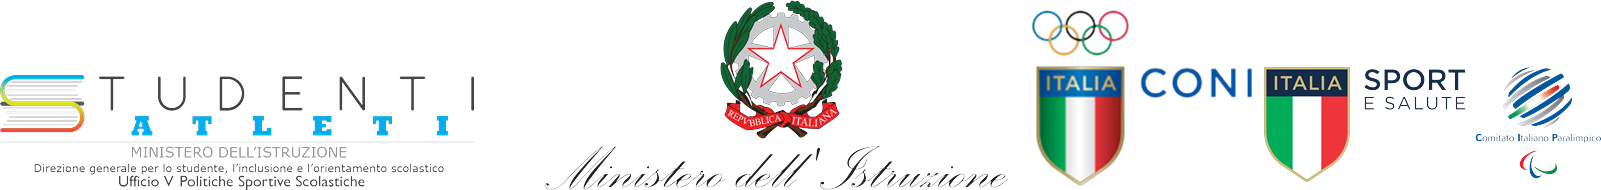 STUDENTI
ATLETI
MINISTERO DELL'ISTRUZIONE
Direzione generale per lo studente, l'inclusione e l'orientamento scolastico
Ufficio V Politiche Sportive Scolastiche
REPVBBLICA ITALIANA
Ministero dell' Istruzione
ITALIA
CONI
ITALIA
SPORT
E SALUTE
Comitato Italiano Paralimpico